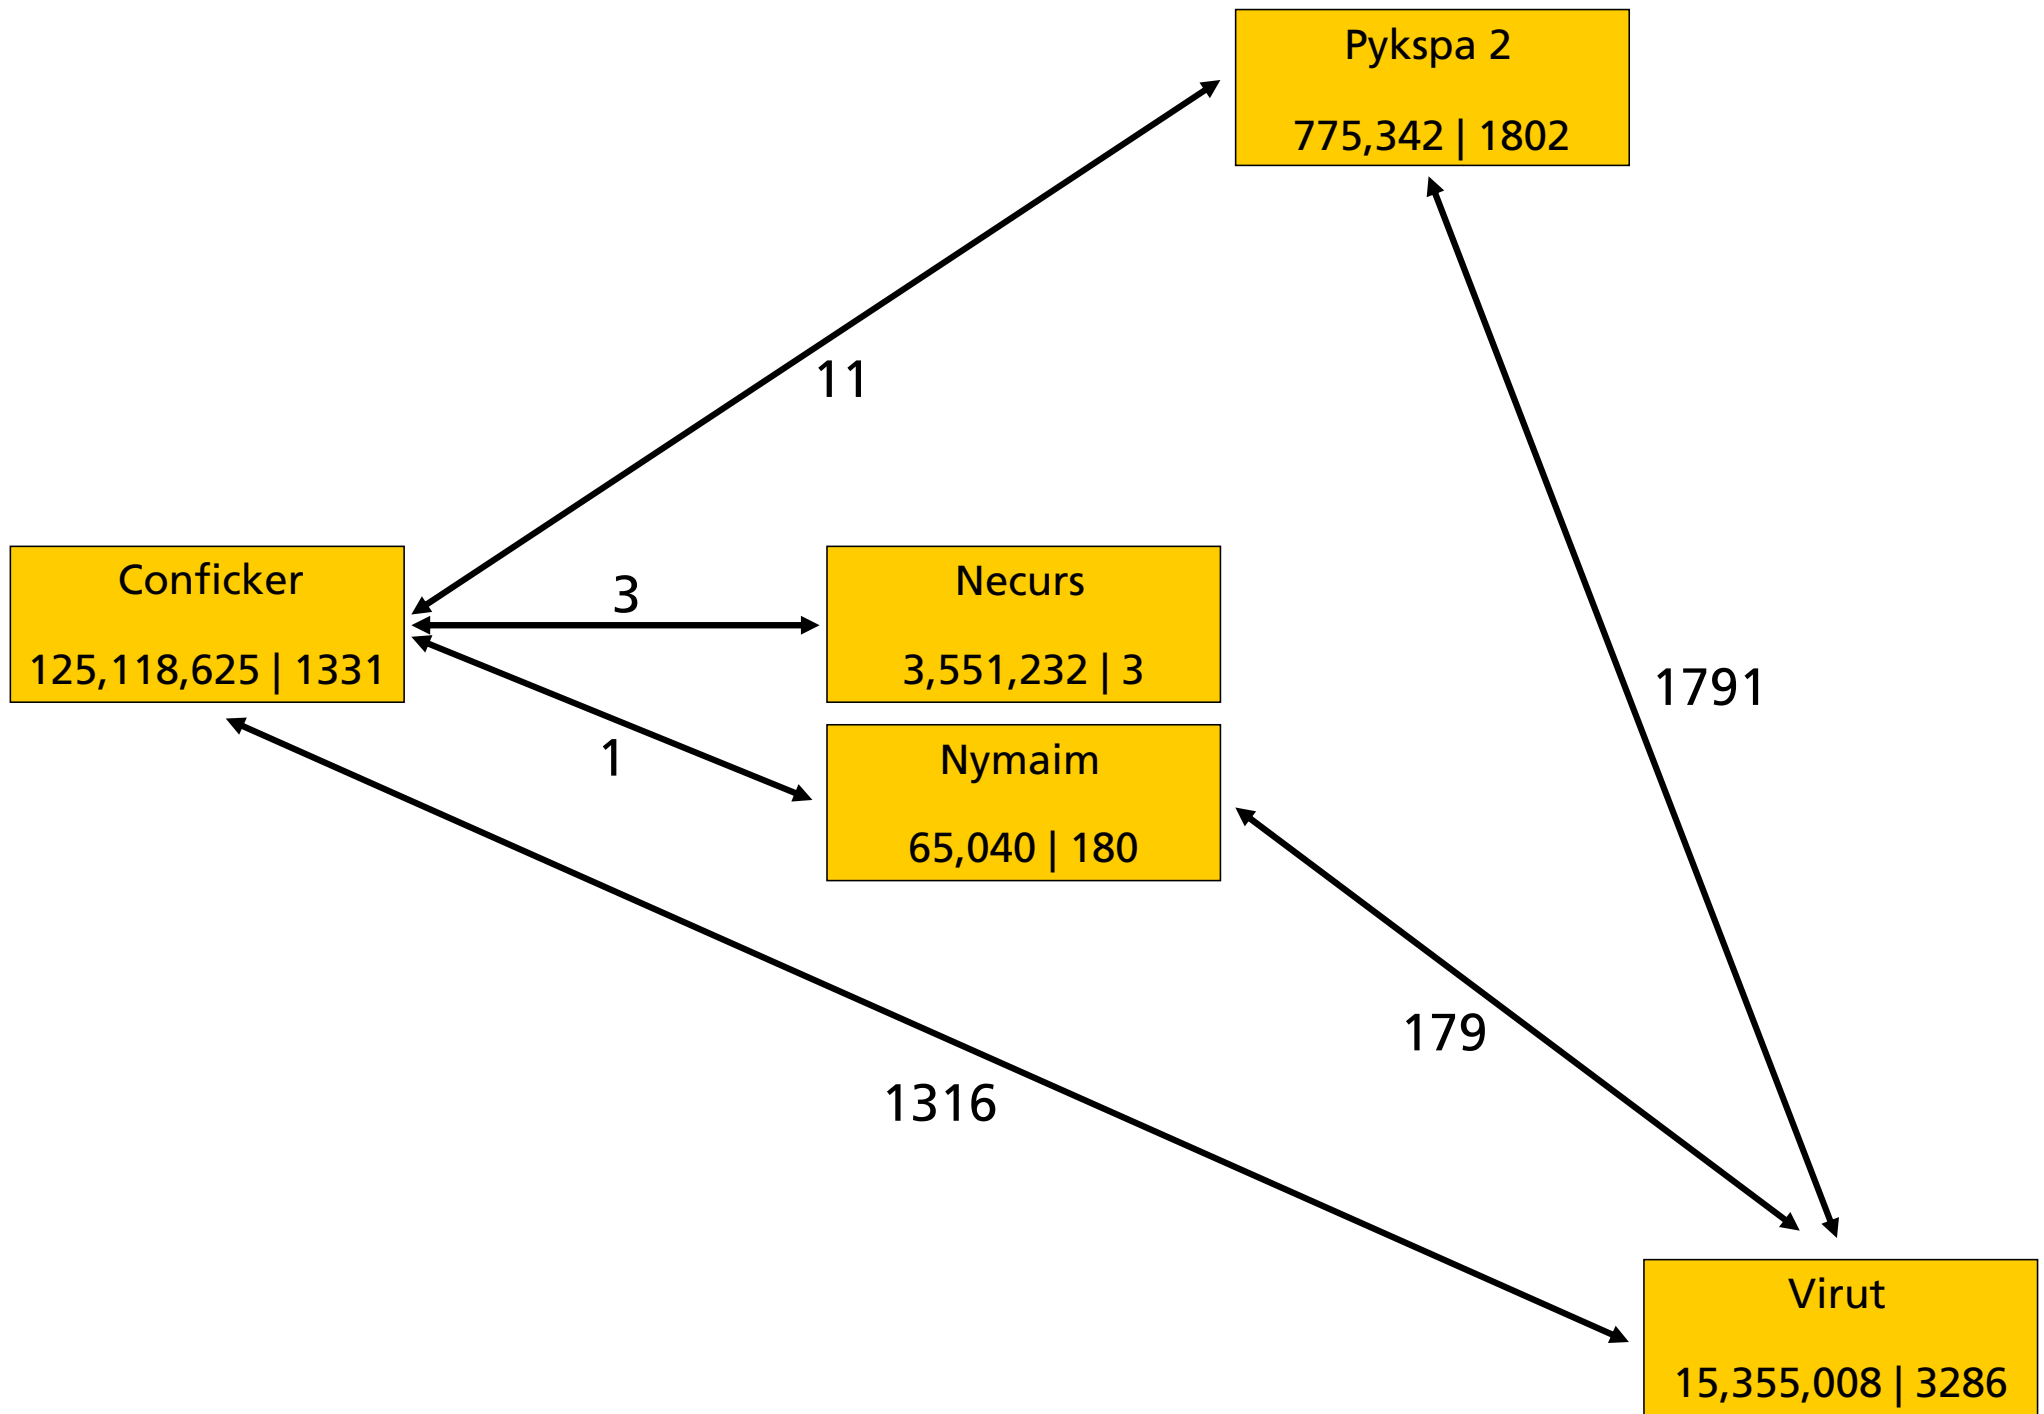 Pykspa 2
775,342 | 1802
11
Conficker
125,118,625 | 1331
3
Necurs
3,551,232 | 3
1791
1
Nymaim
65,040 | 180
179
1316
Virut
15,355,008 | 3286